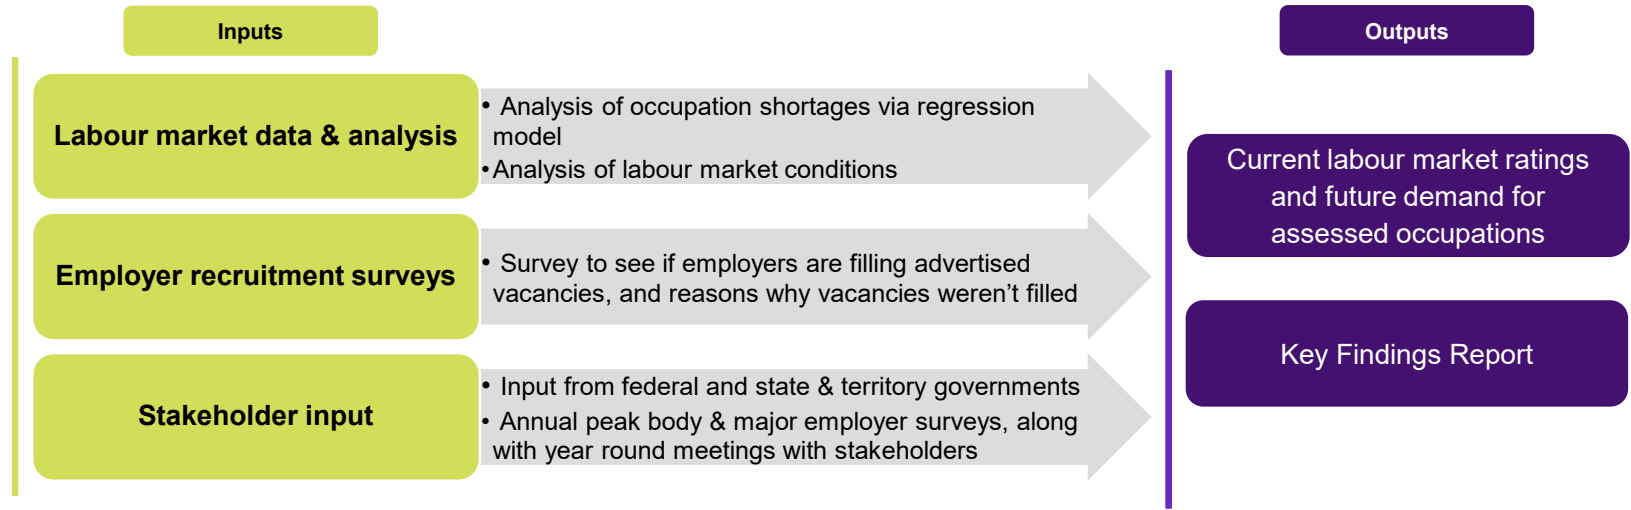 Inputs
Outputs
Labour market data & analysis
• Analysis of occupation shortages via regression
model
• Analysis of labour market conditions
Employer recruitment surveys
• Survey to see if employers are filling advertised
vacancies, and reasons why vacancies weren’t filled
Stakeholder input
• Input from federal and state & territory governments
• Annual peak body & major employer surveys, along
with year round meetings with stakeholders
Current labour market ratings
and future demand for
assessed occupations
Key Findings Report